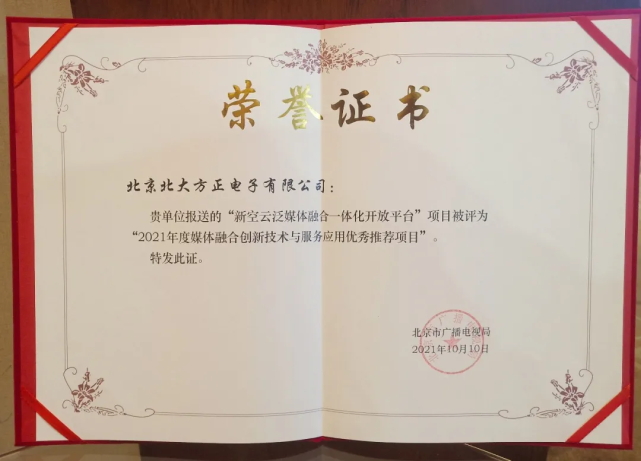 荣誉证书
北京北大方正电子有限公司：
贵单位报送的“新空云泛媒体融合一体化开放平台”项目被评为
“2021年度媒体融合创新技术与服务应用优秀推荐项目”。
特发此证。
北京市广播电视局
2021年10月10日